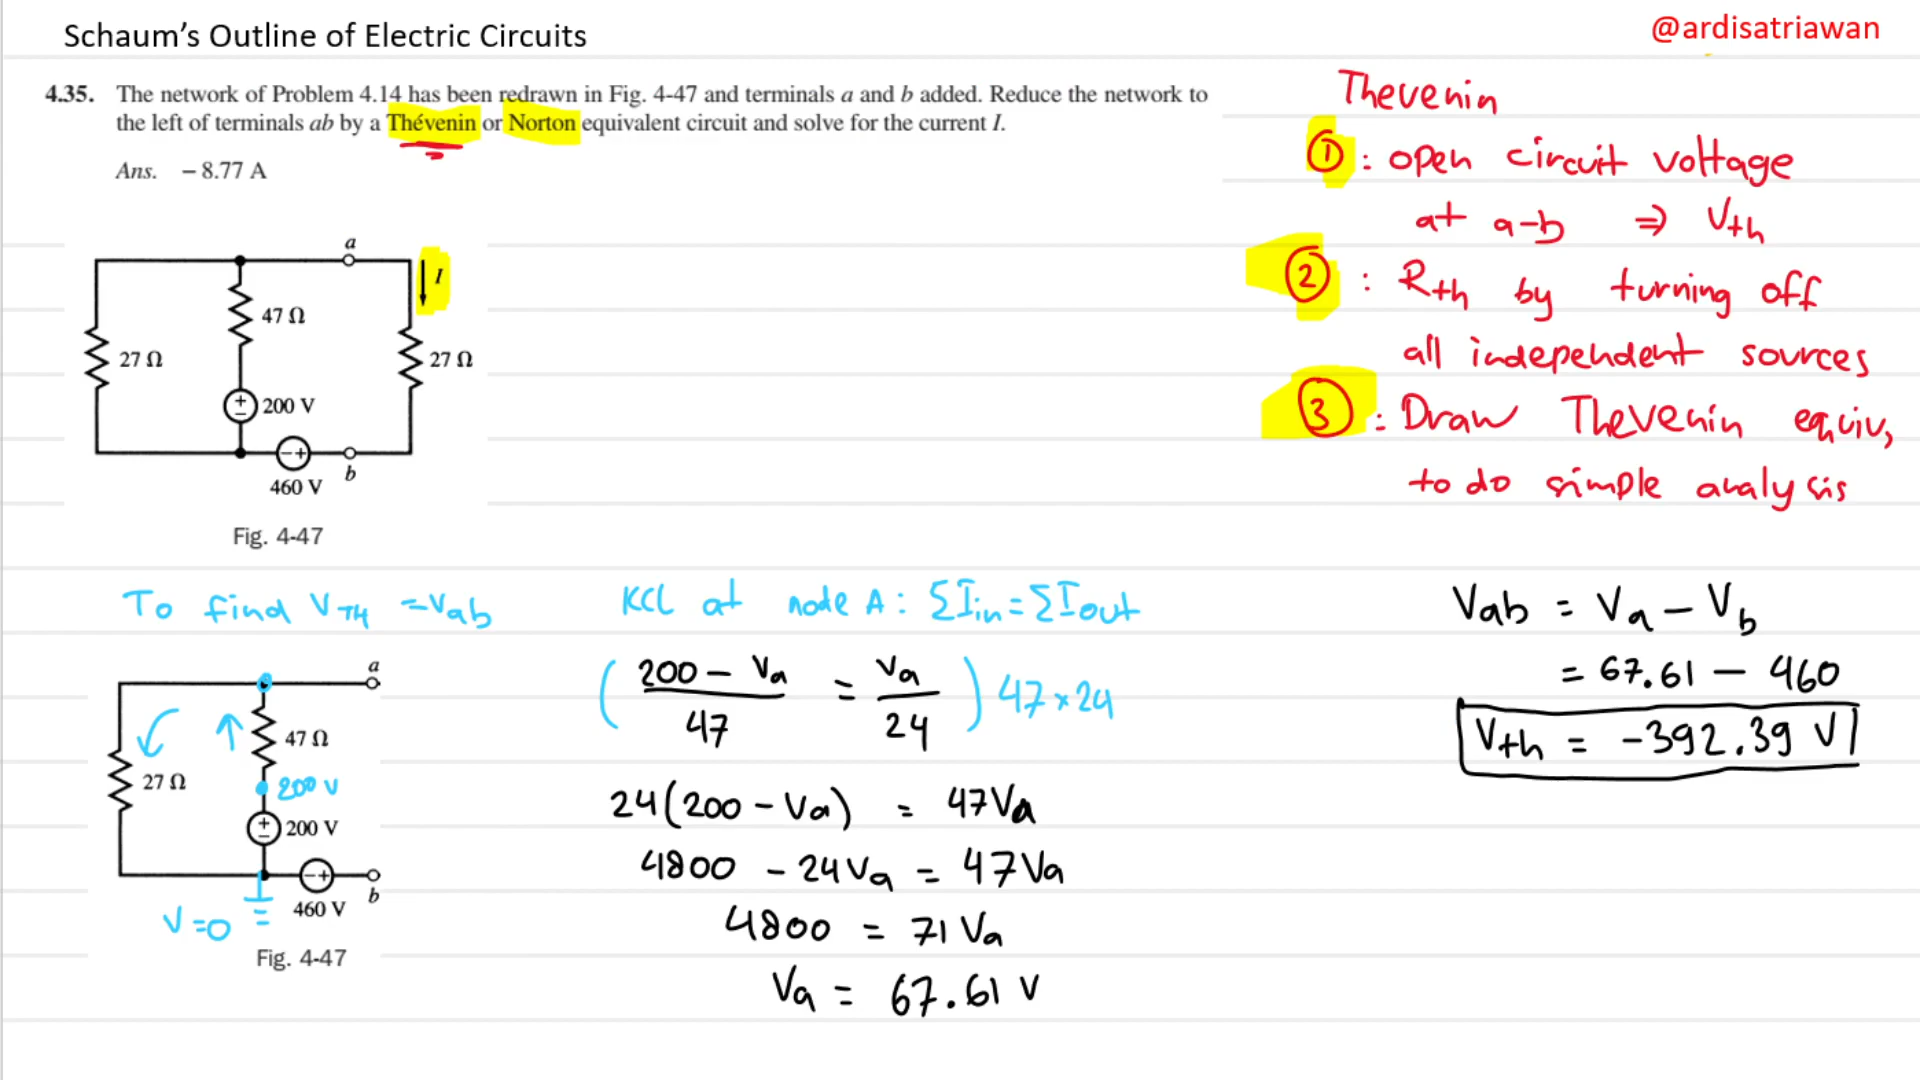 Schaum's Outline of Electric Circuits
@ardisatriawan
4.35. The network of Problem 4.14 has been redrawn in Fig. 4-47 and terminals a and b added. Reduce the network to
the left of terminals ab by a Thévenin or Norton equivalent circuit and solve for the current I.
Ans. – 8.77 A
Thevenin
① : open circuit voltage
at a-b ⇒ Vth
② : Rth by turning off
all independent sources
③ : Draw Thevenin equiv,
to do simple analysis
a
I
47 Ω
27 Ω
27 Ω
+
−
200 V
− +
b
460 V
Fig. 4-47
To find VTH = Vab
a
47 Ω
27 Ω
200 V
+
−
200 V
− +
b
460 V
V=0
Fig. 4-47
KCL at node A: ΣIin = ΣIout
( (200 − Va)/47 = Va/24 ) 47×24
24(200 − Va) = 47Va
4800 − 24Va = 47Va
4800 = 71 Va
Va = 67.61 V
Vab = Va − Vb
= 67.61 − 460
Vth = −392.39 V